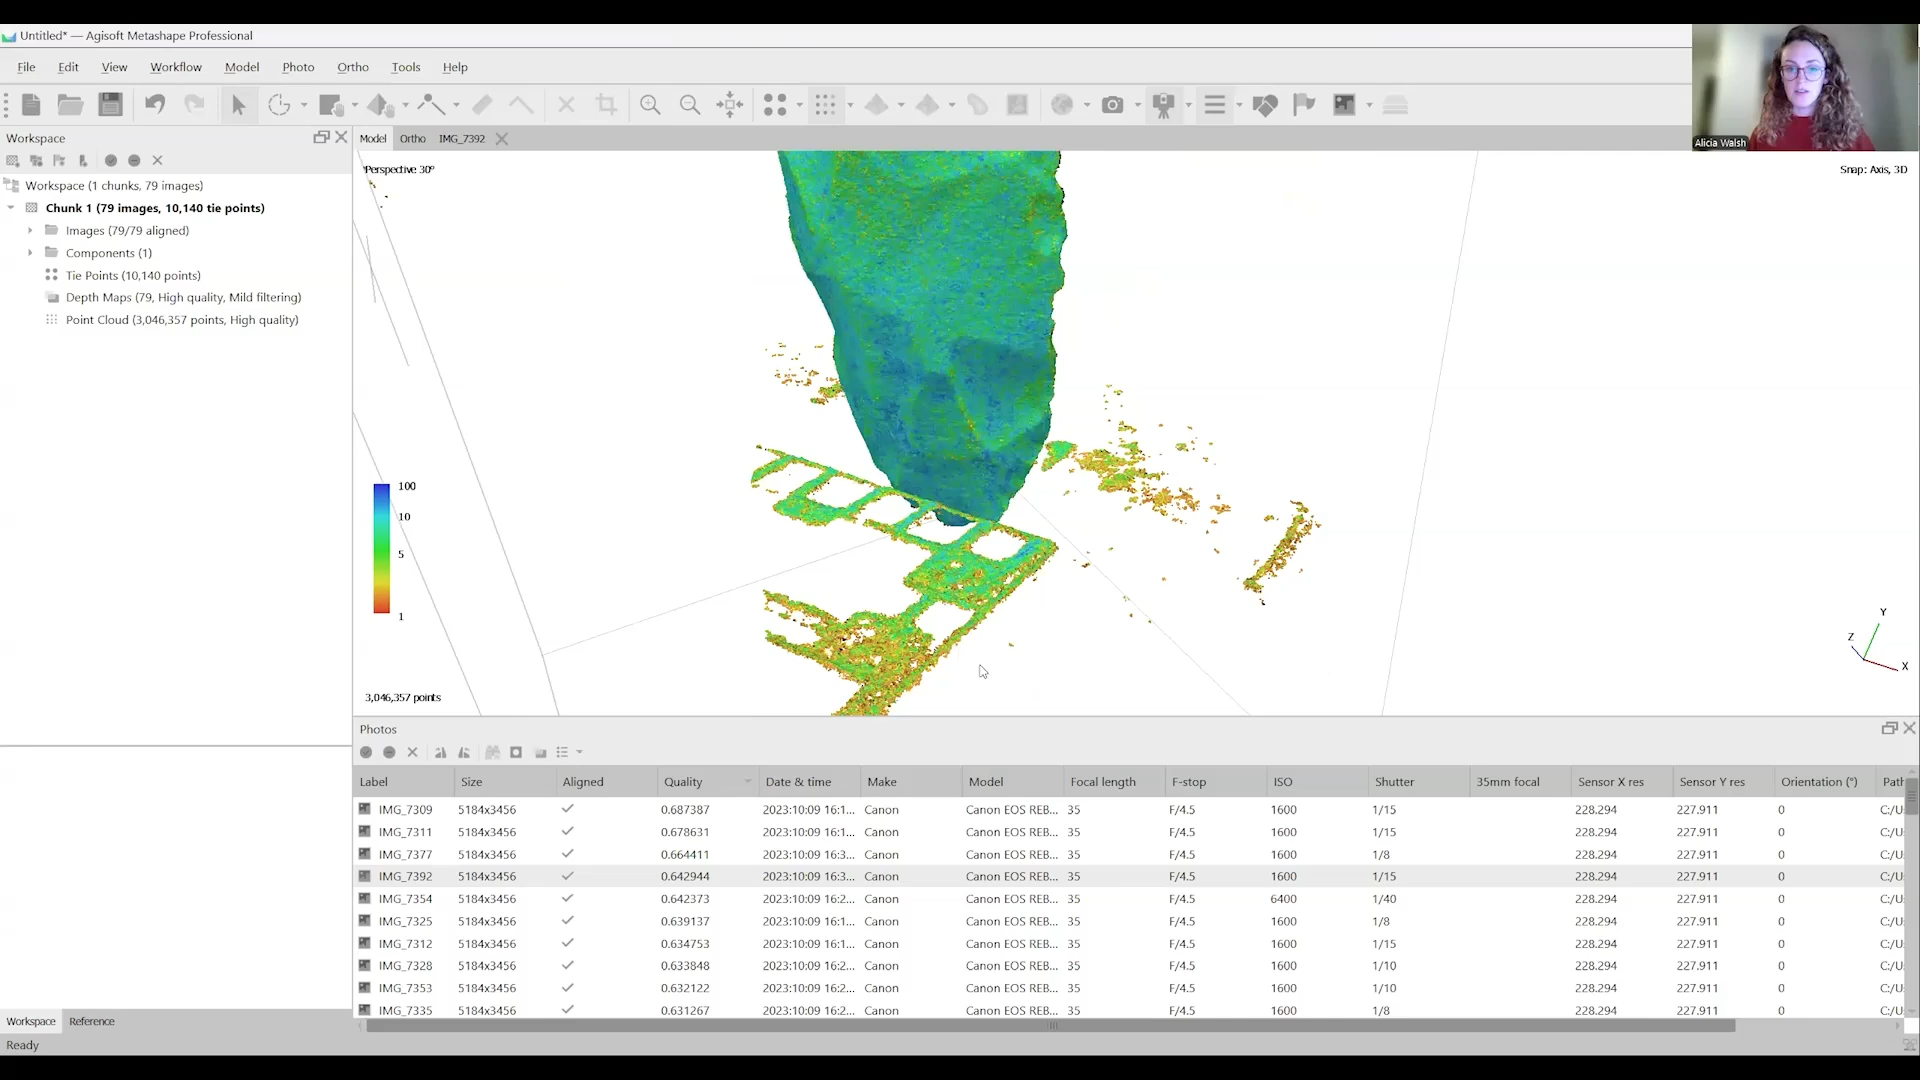 Untitled* — Agisoft Metashape Professional
File Edit View Workflow Model Photo Ortho Tools Help
Alicia Walsh
Workspace
Model Ortho IMG_7392
Perspective 30°
Snap: Axis, 3D
Workspace (1 chunks, 79 images)
Chunk 1 (79 images, 10,140 tie points)
Images (79/79 aligned)
Components (1)
Tie Points (10,140 points)
Depth Maps (79, High quality, Mild filtering)
Point Cloud (3,046,357 points, High quality)
100
10
5
1
Y
Z
X
3,046,357 points
Photos
Label Size Aligned Quality Date & time Make Model Focal length F-stop ISO Shutter 35mm focal Sensor X res Sensor Y res Orientation (°) Path
IMG_7309 5184x3456 0.687387 2023:10:09 16:1... Canon Canon EOS REB... 35 F/4.5 1600 1/15 228.294 227.911 0 C:/U
IMG_7311 5184x3456 0.678631 2023:10:09 16:1... Canon Canon EOS REB... 35 F/4.5 1600 1/15 228.294 227.911 0 C:/U
IMG_7377 5184x3456 0.664411 2023:10:09 16:3... Canon Canon EOS REB... 35 F/4.5 1600 1/8 228.294 227.911 0 C:/U
IMG_7392 5184x3456 0.642944 2023:10:09 16:3... Canon Canon EOS REB... 35 F/4.5 1600 1/15 228.294 227.911 0 C:/U
IMG_7354 5184x3456 0.642373 2023:10:09 16:2... Canon Canon EOS REB... 35 F/4.5 6400 1/40 228.294 227.911 0 C:/U
IMG_7325 5184x3456 0.639137 2023:10:09 16:1... Canon Canon EOS REB... 35 F/4.5 1600 1/8 228.294 227.911 0 C:/U
IMG_7312 5184x3456 0.634753 2023:10:09 16:1... Canon Canon EOS REB... 35 F/4.5 1600 1/15 228.294 227.911 0 C:/U
IMG_7328 5184x3456 0.633848 2023:10:09 16:2... Canon Canon EOS REB... 35 F/4.5 1600 1/10 228.294 227.911 0 C:/U
IMG_7353 5184x3456 0.632122 2023:10:09 16:2... Canon Canon EOS REB... 35 F/4.5 1600 1/10 228.294 227.911 0 C:/U
IMG_7335 5184x3456 0.631267 2023:10:09 16:2... Canon Canon EOS REB... 35 F/4.5 1600 1/8 228.294 227.911 0 C:/U
Workspace Reference
Ready